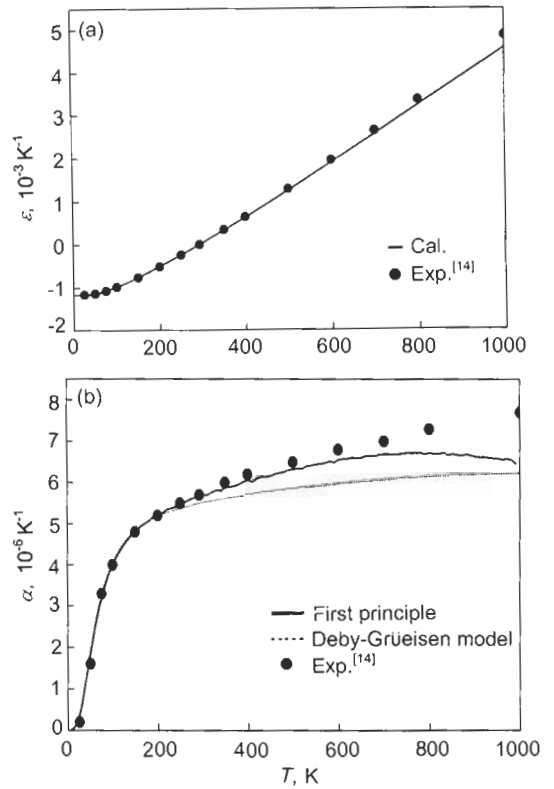 (a)
5
4
3
2
1
0
-1
-2
ε, 10⁻³ K⁻¹
— Cal.
● Exp.[14]
0 200 400 600 800 1000
(b)
8
7
6
5
4
3
2
1
0
α, 10⁻⁶ K⁻¹
First principle
Deby-Grüeisen model
Exp.[14]
0 200 400 600 800 1000
T, K